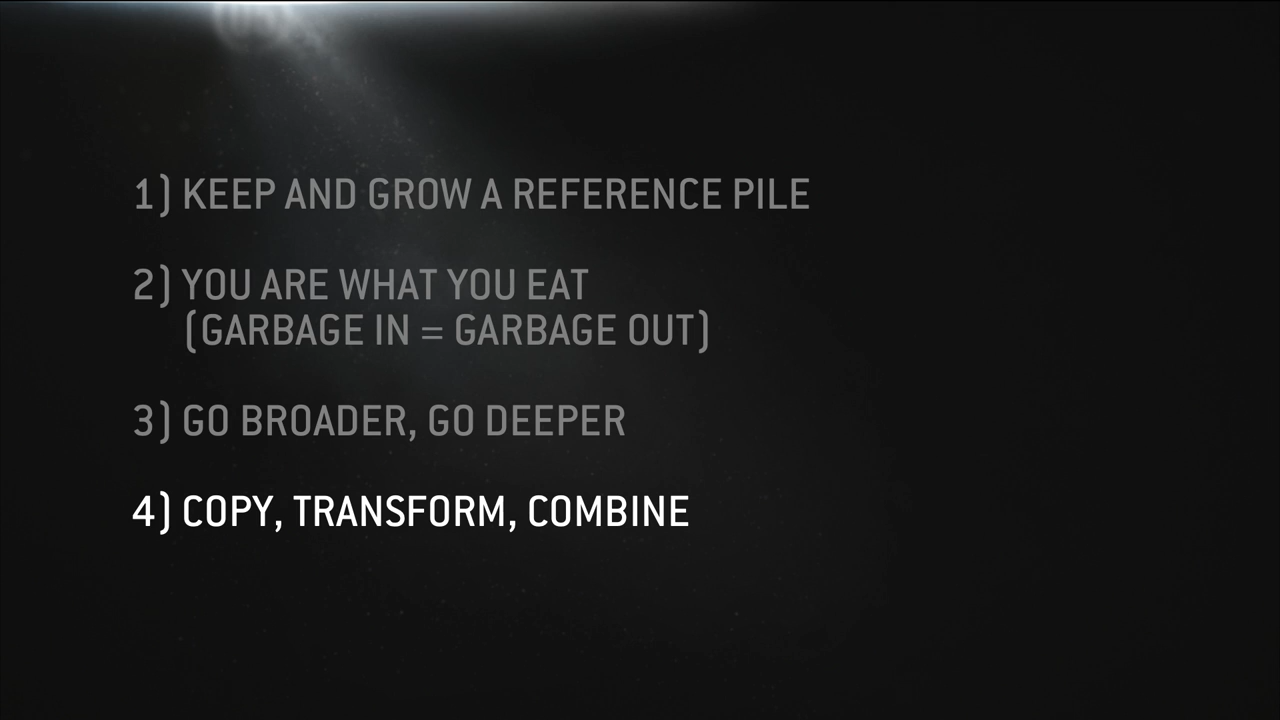 1) KEEP AND GROW A REFERENCE PILE
2) YOU ARE WHAT YOU EAT
(GARBAGE IN = GARBAGE OUT)
3) GO BROADER, GO DEEPER
4) COPY, TRANSFORM, COMBINE